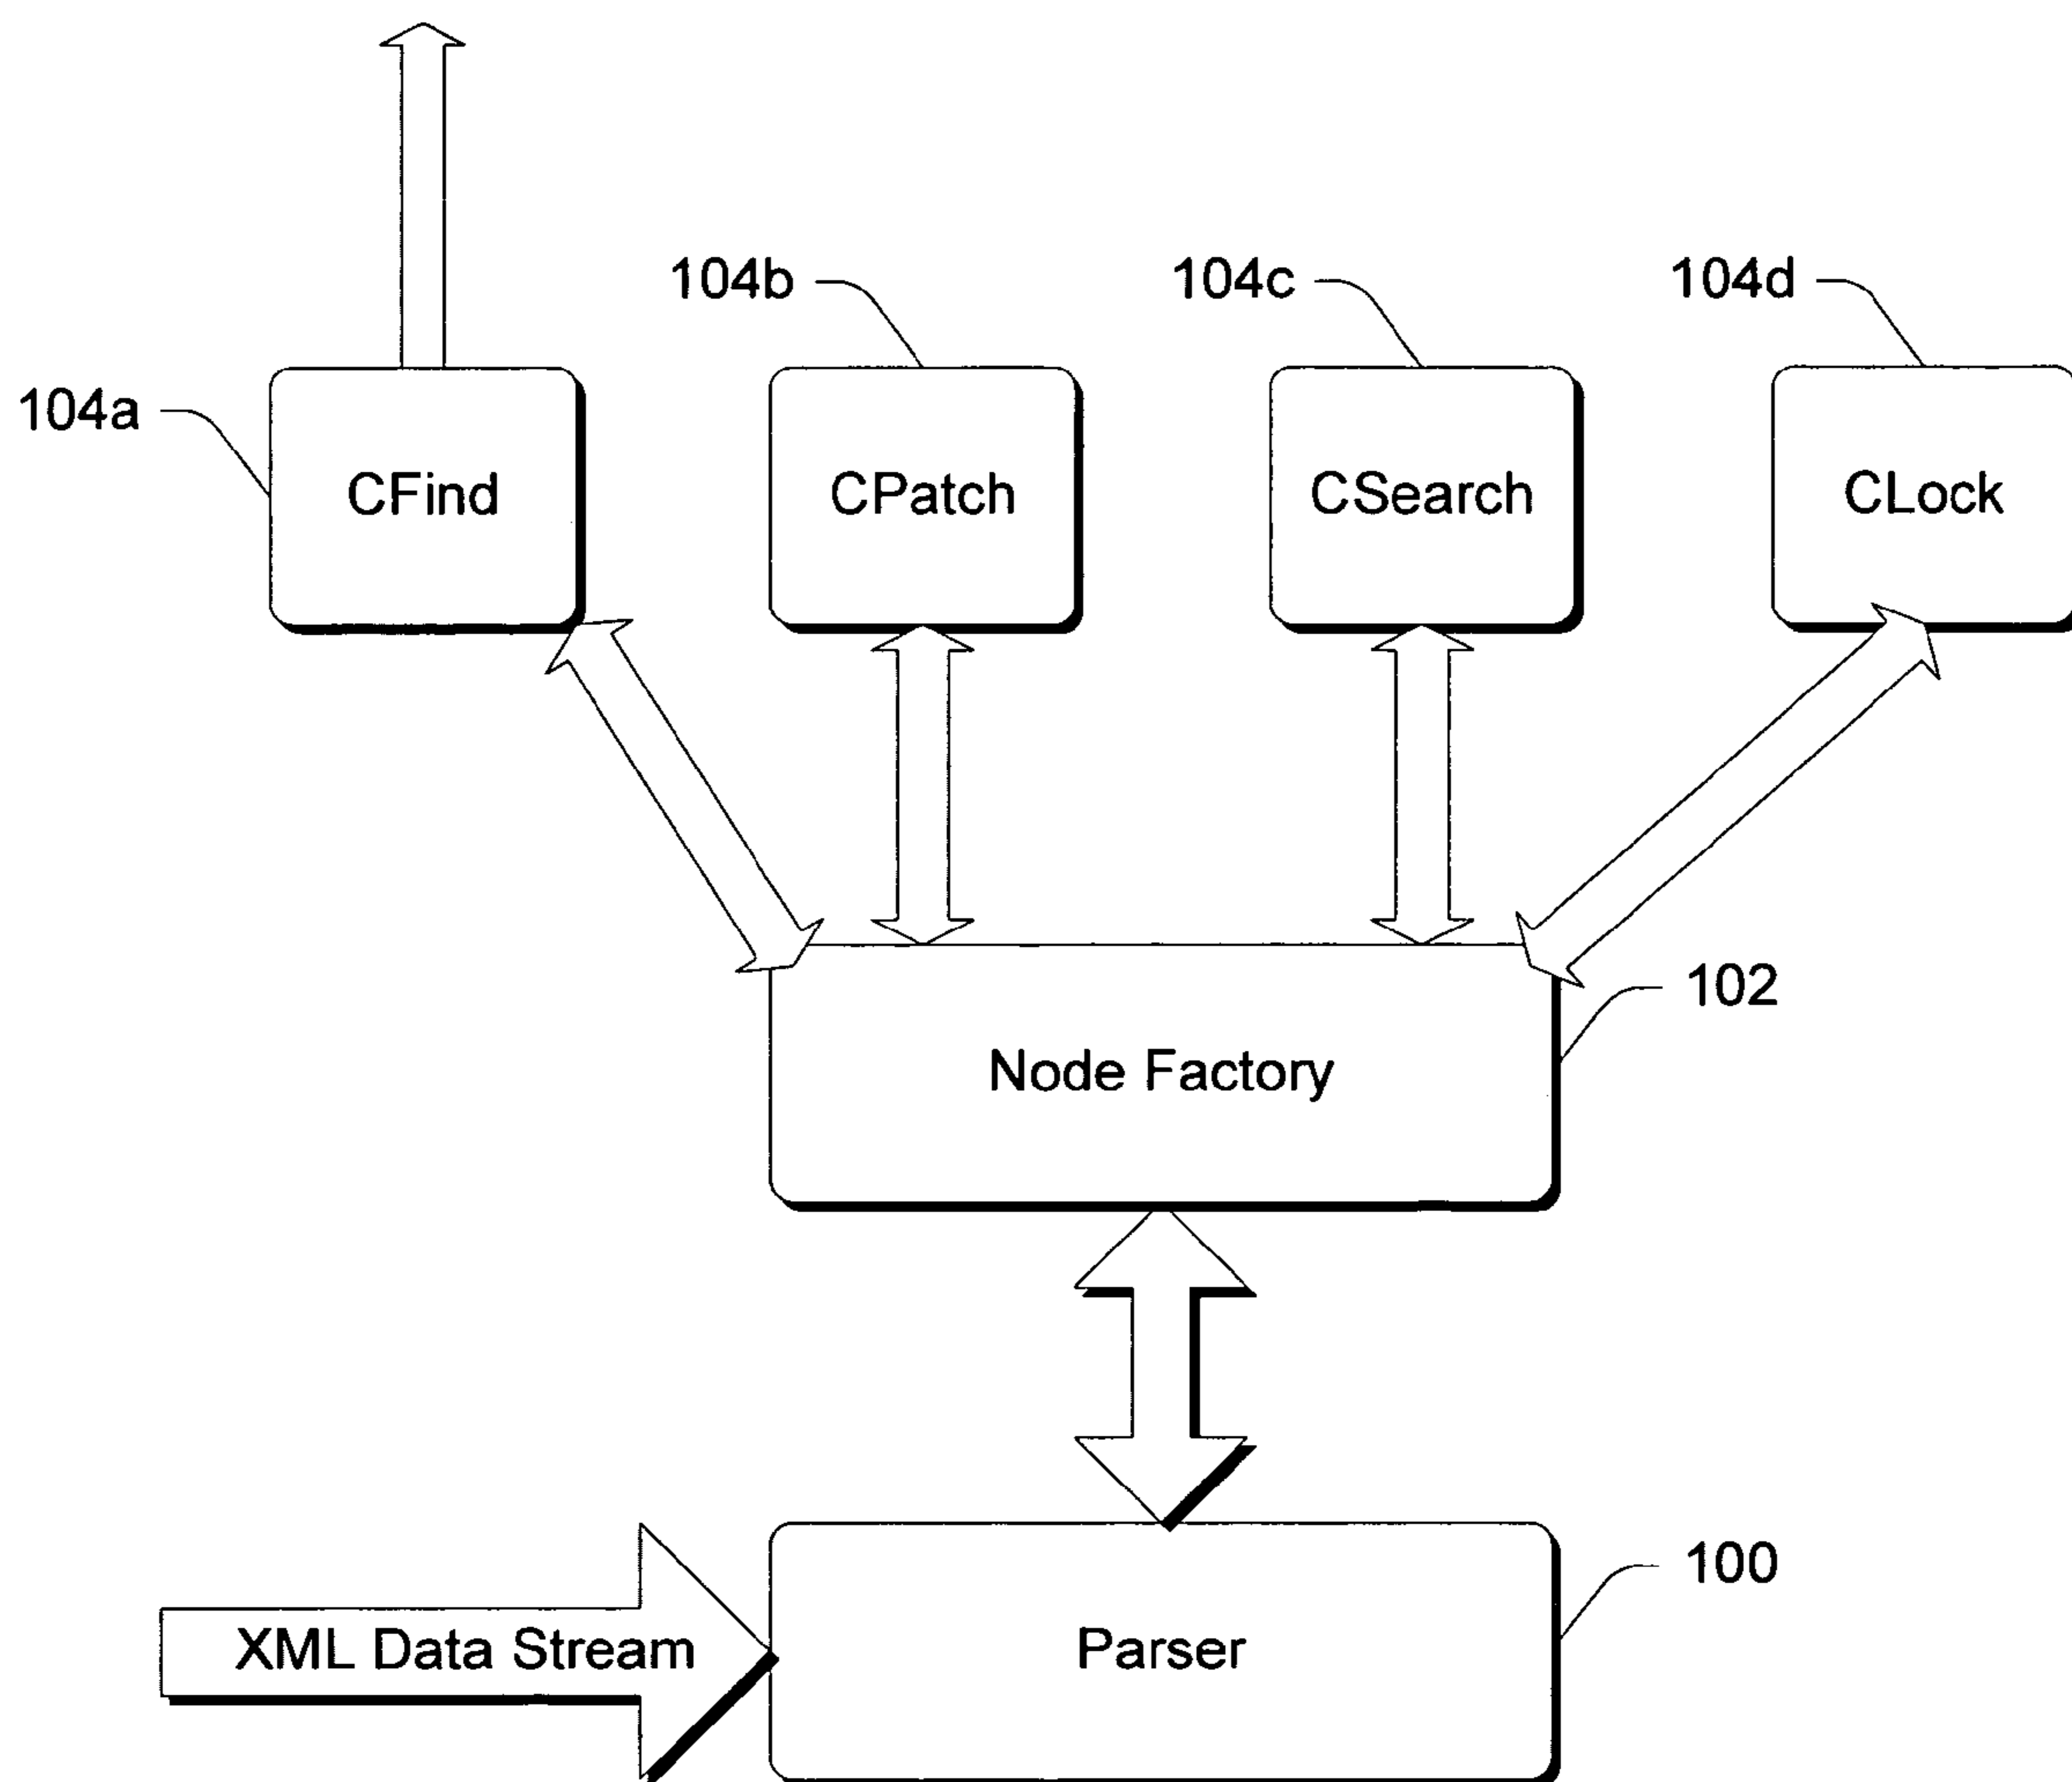 104b
104c
104d
104a
CFind
CPatch
CSearch
CLock
102
Node Factory
100
XML Data Stream
Parser